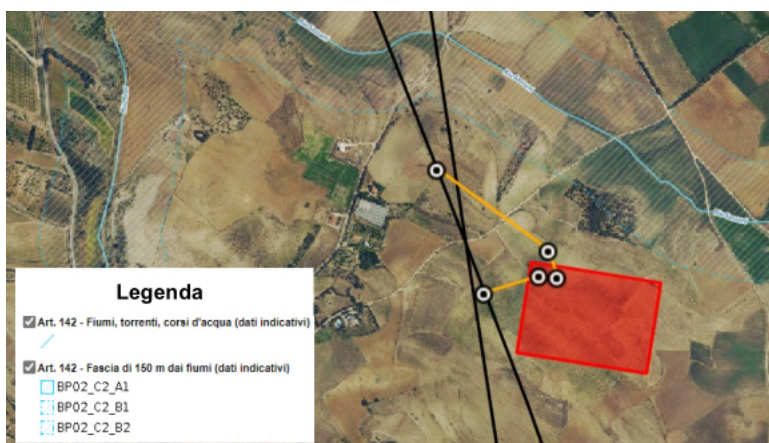 Legenda
Art. 142 - Fiumi, torrenti, corsi d'acqua (dati indicativi)
Art. 142 - Fascia di 150 m dai fiumi (dati indicativi)
BP02_C2_A1
BP02_C2_B1
BP02_C2_B2